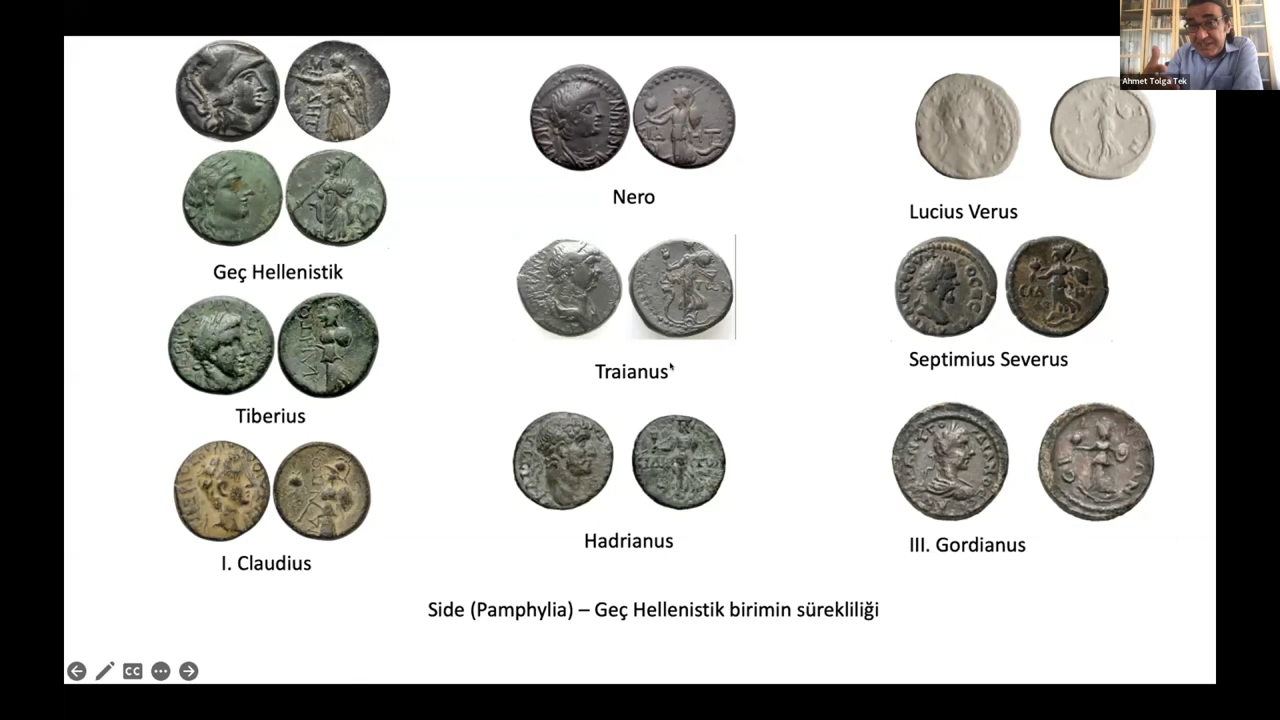 Ahmet Tolga Tek
Geç Hellenistik
Tiberius
I. Claudius
Nero
Traianus
Hadrianus
Lucius Verus
Septimius Severus
III. Gordianus
Side (Pamphylia) – Geç Hellenistik birimin sürekliliği
CC